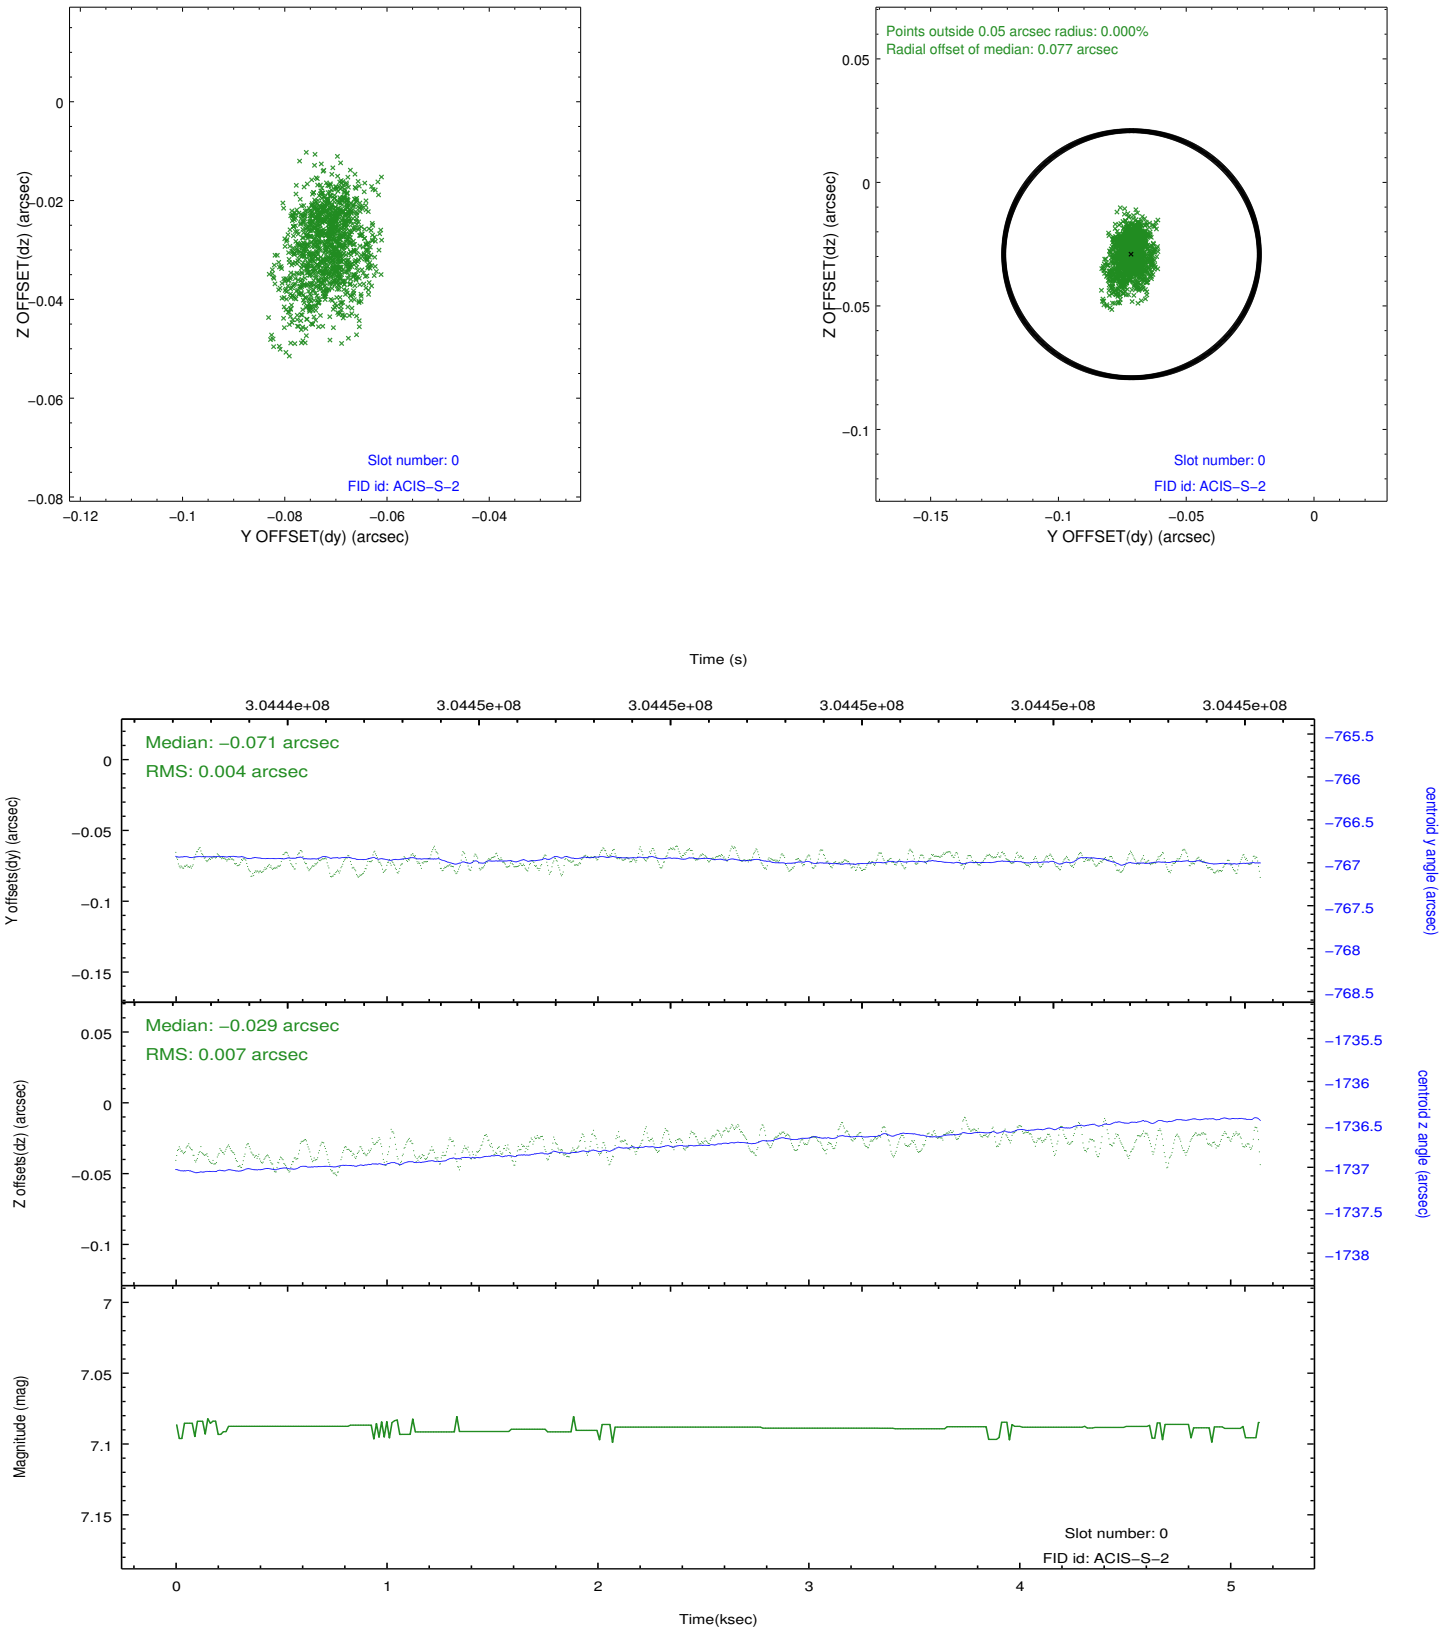 0
−0.02
−0.04
−0.06
−0.08
Z OFFSET(dz) (arcsec)
Slot number: 0
FID id: ACIS−S−2
−0.12
−0.1
−0.08
−0.06
−0.04
Y OFFSET(dy) (arcsec)
Points outside 0.05 arcsec radius: 0.000%
Radial offset of median: 0.077 arcsec
0.05
0
−0.05
−0.1
Z OFFSET(dz) (arcsec)
Slot number: 0
FID id: ACIS−S−2
−0.15
−0.1
−0.05
0
Y OFFSET(dy) (arcsec)
Time (s)
3.0444e+08
3.0445e+08
3.0445e+08
3.0445e+08
3.0445e+08
3.0445e+08
Median: −0.071 arcsec
RMS: 0.004 arcsec
0
−0.05
−0.1
−0.15
Y offsets(dy) (arcsec)
−765.5
−766
−766.5
−767
−767.5
−768
−768.5
centroid y angle (arcsec)
Median: −0.029 arcsec
RMS: 0.007 arcsec
0.05
0
−0.05
−0.1
Z offsets(dz) (arcsec)
−1735.5
−1736
−1736.5
−1737
−1737.5
−1738
centroid z angle (arcsec)
7
7.05
7.1
7.15
Magnitude (mag)
Slot number: 0
FID id: ACIS−S−2
0
1
2
3
4
5
Time(ksec)